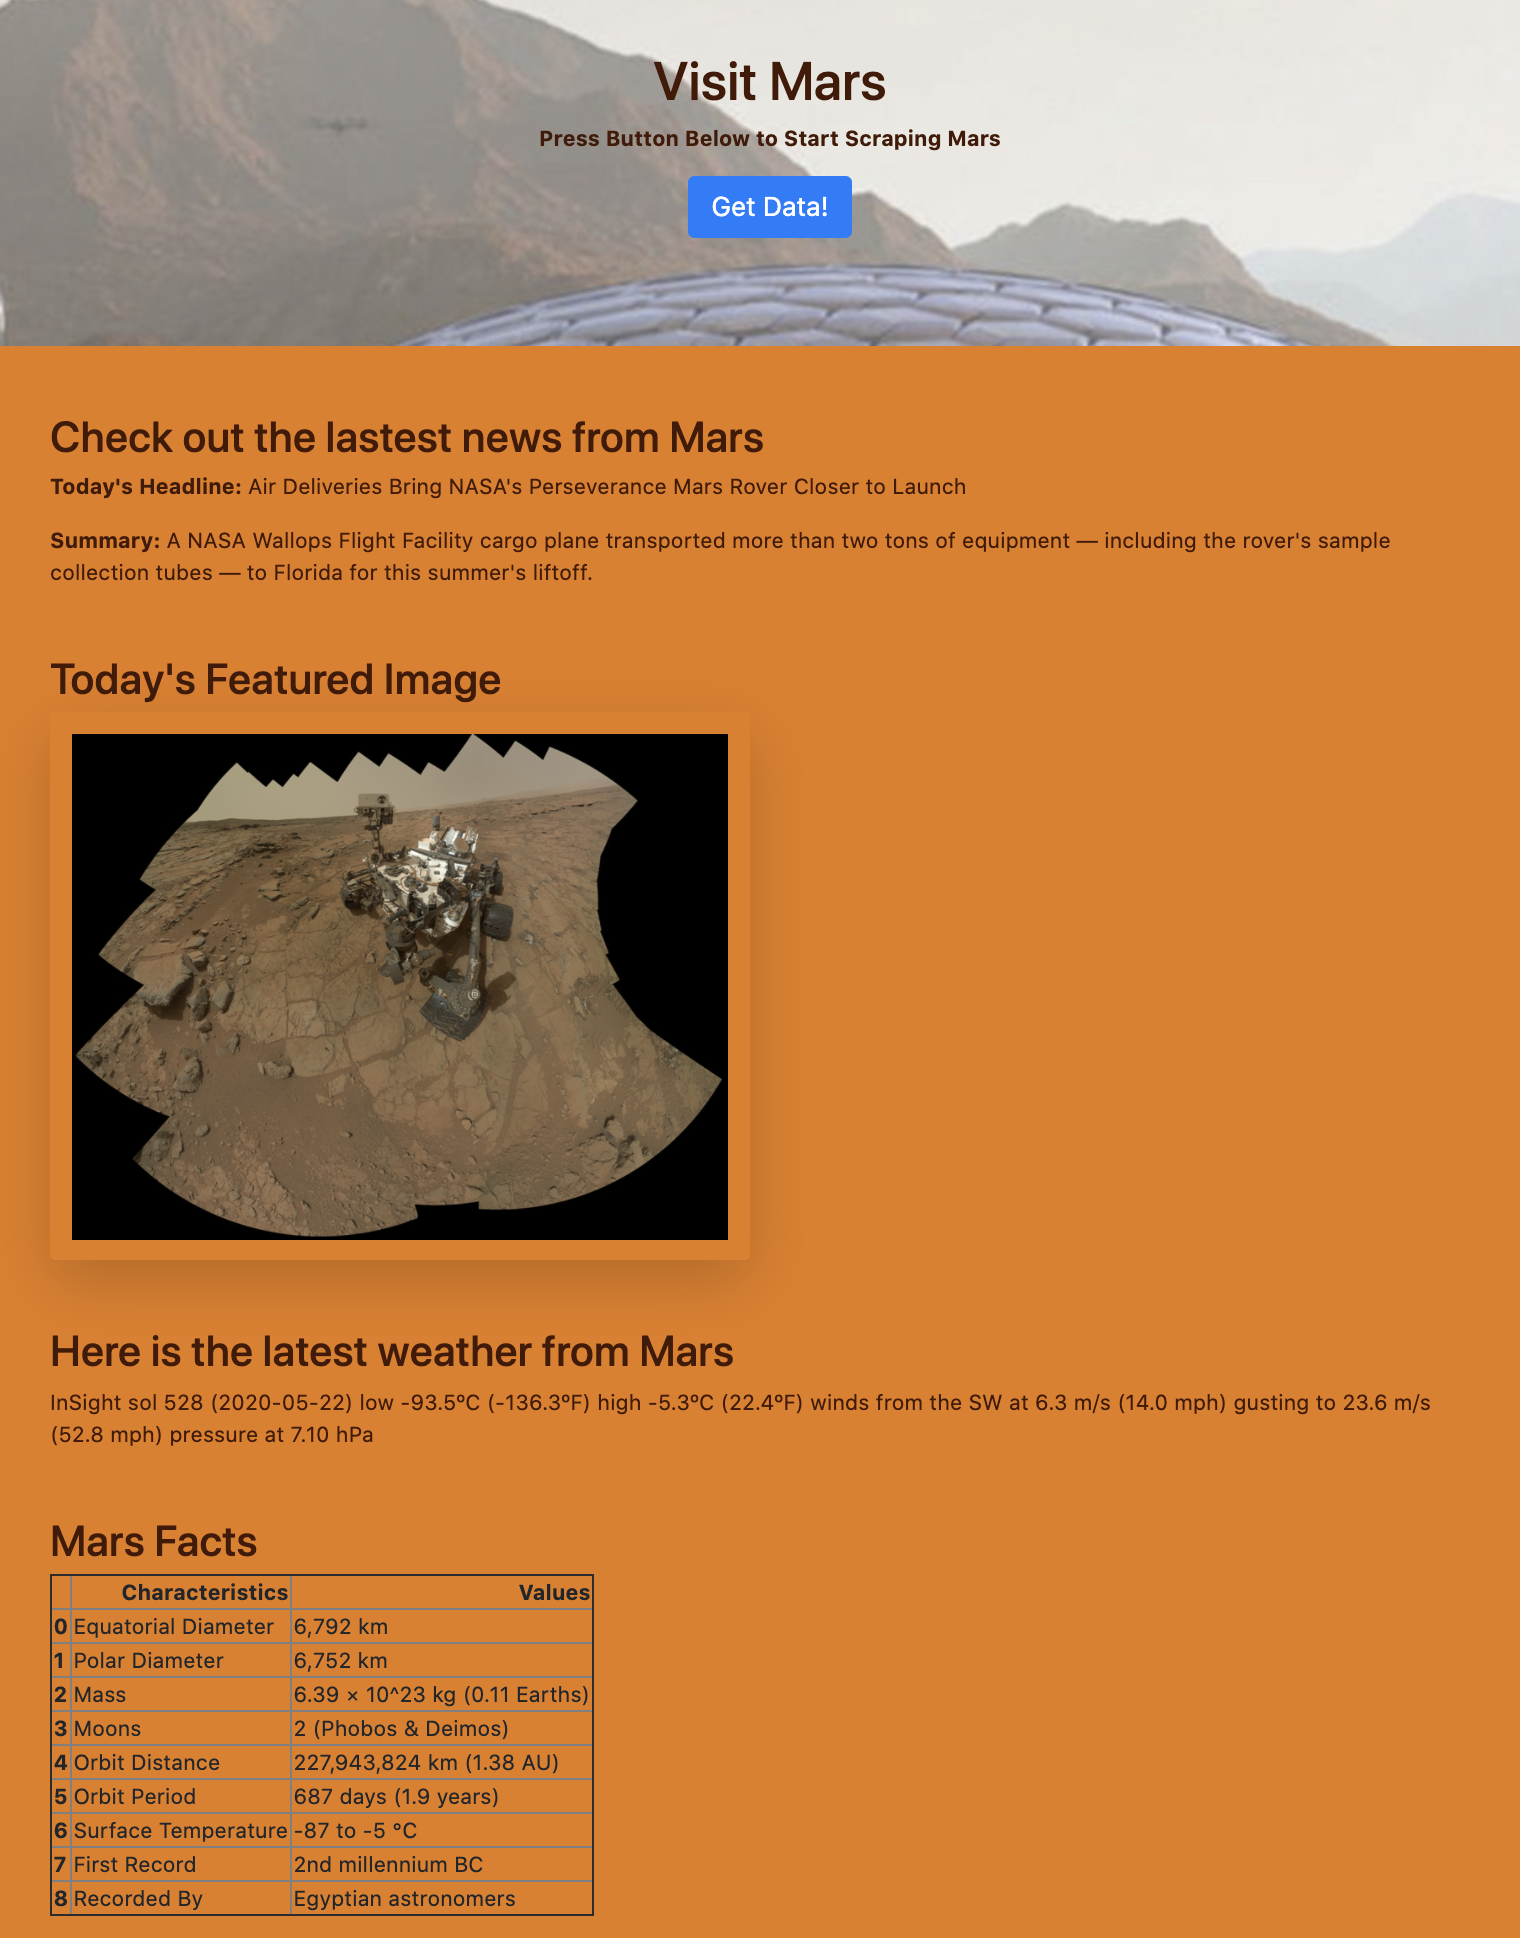 Visit Mars
Press Button Below to Start Scraping Mars
Get Data!
Check out the lastest news from Mars
Today's Headline: Air Deliveries Bring NASA's Perseverance Mars Rover Closer to Launch
Summary: A NASA Wallops Flight Facility cargo plane transported more than two tons of equipment — including the rover's sample
collection tubes — to Florida for this summer's liftoff.
Today's Featured Image
Here is the latest weather from Mars
InSight sol 528 (2020-05-22) low -93.5ºC (-136.3ºF) high -5.3ºC (22.4ºF) winds from the SW at 6.3 m/s (14.0 mph) gusting to 23.6 m/s
(52.8 mph) pressure at 7.10 hPa
Mars Facts
Characteristics Values
0 Equatorial Diameter 6,792 km
1 Polar Diameter 6,752 km
2 Mass 6.39 × 10^23 kg (0.11 Earths)
3 Moons 2 (Phobos & Deimos)
4 Orbit Distance 227,943,824 km (1.38 AU)
5 Orbit Period 687 days (1.9 years)
6 Surface Temperature -87 to -5 °C
7 First Record 2nd millennium BC
8 Recorded By Egyptian astronomers